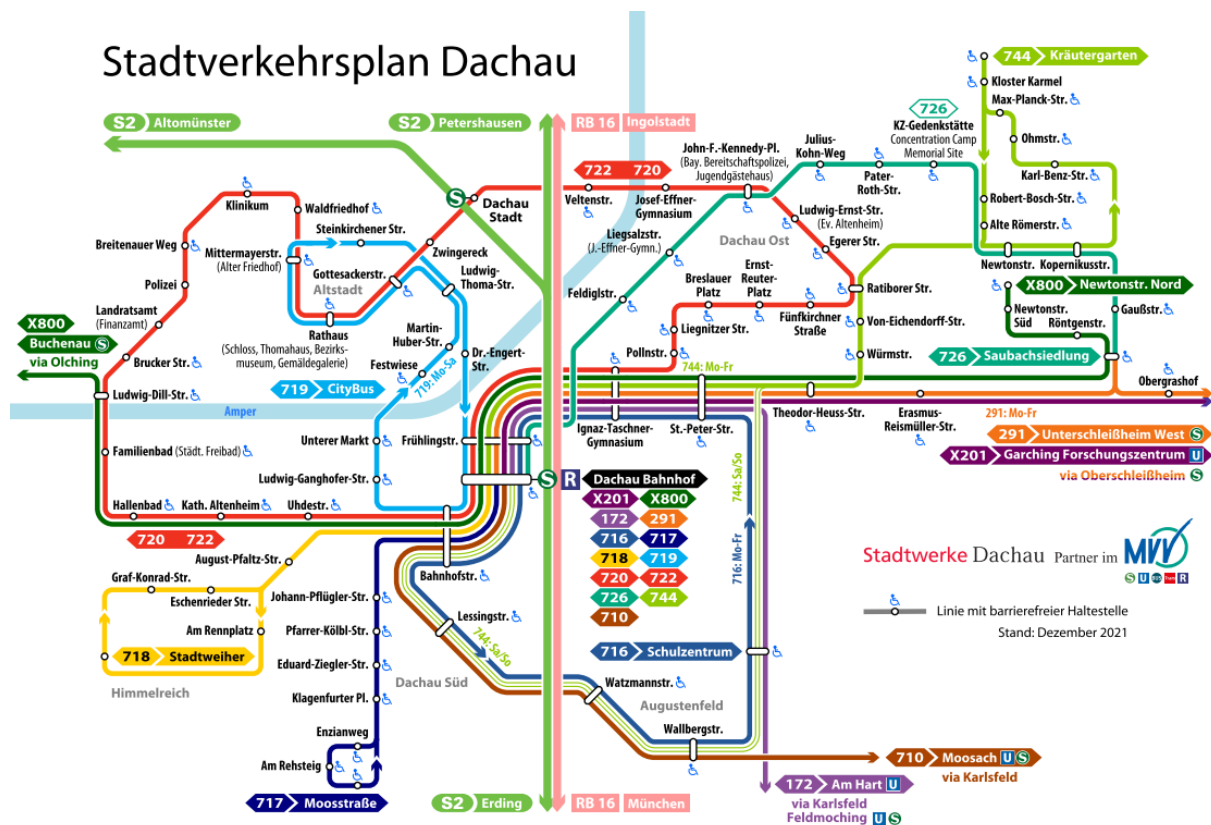 Stadtverkehrsplan Dachau
744 Kräutergarten
Kloster Karmel
Max-Planck-Str.
726
KZ-Gedenkstätte
Concentration Camp
Memorial Site
Ohmstr.
Karl-Benz-Str.
Robert-Bosch-Str.
Alte Römerstr.
S2 Altomünster
S2 Petershausen
RB 16 Ingolstadt
John-F.-Kennedy-Pl.
(Bay. Bereitschaftspolizei,
Jugendgästehaus)
Julius-
Kohn-Weg
Pater-
Roth-Str.
722 720
Klinikum
Waldfriedhof
S
Dachau
Stadt
Veltenstr.
Josef-Effner-
Gymnasium
Ludwig-Ernst-Str.
(Ev. Altenheim)
Steinkirchener Str.
Breitenauer Weg
Mittermayerstr.
(Alter Friedhof)
Zwingereck
Liegsalzstr.
(J.-Effner-Gymn.)
Dachau Ost
Egerer Str.
Newtonstr.
Kopernikusstr.
Gottesackerstr.
Altstadt
Ludwig-
Thoma-Str.
Polizei
Feldiglstr.
Breslauer
Platz
Ernst-
Reuter-
Platz
Ratiborer Str.
X800 Newtonstr. Nord
Landratsamt
(Finanzamt)
Newtonstr.
Süd
Röntgenstr.
Gaußstr.
Fünfkirchner
Straße
Von-Eichendorff-Str.
X800
Buchenau S
via Olching
Rathaus
(Schloss, Thomahaus, Bezirks-
museum, Gemäldegalerie)
Martin-
Huber-Str.
Liegnitzer Str.
Pollnstr.
Würmstr.
726 Saubachsiedlung
Brucker Str.
Festwiese
Dr.-Engert-
Str.
744: Mo-Fr
719 CityBus
719: Mo-Sa
Ludwig-Dill-Str.
Obergrashof
Amper
Theodor-Heuss-Str.
Erasmus-
Reismüller-Str.
291: Mo-Fr
Unterer Markt
Frühlingstr.
Ignaz-Taschner-
Gymnasium
St.-Peter-Str.
291 Unterschleißheim West S
Familienbad (Städt. Freibad)
X201 Garching Forschungszentrum U
via Oberschleißheim S
Ludwig-Ganghofer-Str.
S R Dachau Bahnhof
X201 X800
172 291
716 717
718 719
720 722
726 744
710
744: Sa/So
Hallenbad
Kath. Altenheim
Uhdestr.
720 722
716: Mo-Fr
August-Pfaltz-Str.
Bahnhofstr.
Stadtwerke Dachau Partner im MVV
S U BUS Tram R
Graf-Konrad-Str.
Eschenrieder Str.
Johann-Pflügler-Str.
Lessingstr.
Linie mit barrierefreier Haltestelle
Stand: Dezember 2021
Am Rennplatz
Pfarrer-Kölbl-Str.
744: Sa/So
718 Stadtweiher
Eduard-Ziegler-Str.
716 Schulzentrum
Himmelreich
Klagenfurter Pl.
Dachau Süd
Watzmannstr.
Augustenfeld
Enzianweg
Wallbergstr.
Am Rehsteig
710 Moosach U S
via Karlsfeld
717 Moosstraße
S2 Erding
RB 16 München
172 Am Hart U
via Karlsfeld
Feldmoching U S